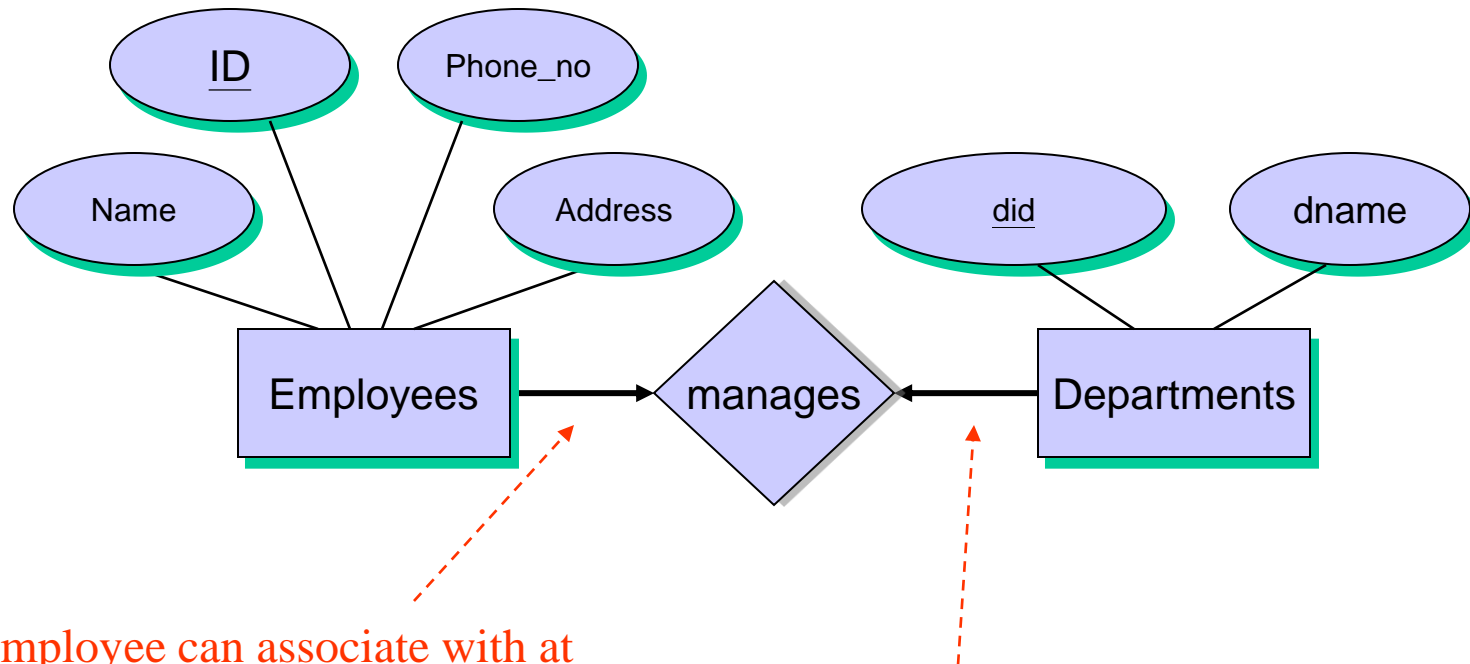 ID
Phone_no
Name
Address
did
dname
Employees
manages
Departments
mployee can associate with at